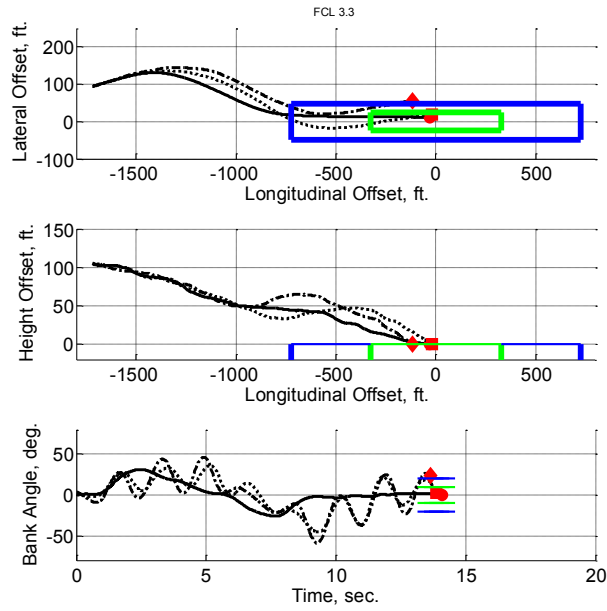 FCL 3.3
Lateral Offset, ft.
200
100
0
-100
-1500 -1000 -500 0 500
Longitudinal Offset, ft.
Height Offset, ft.
150
100
50
0
-1500 -1000 -500 0 500
Longitudinal Offset, ft.
Bank Angle, deg.
50
0
-50
0 5 10 15 20
Time, sec.